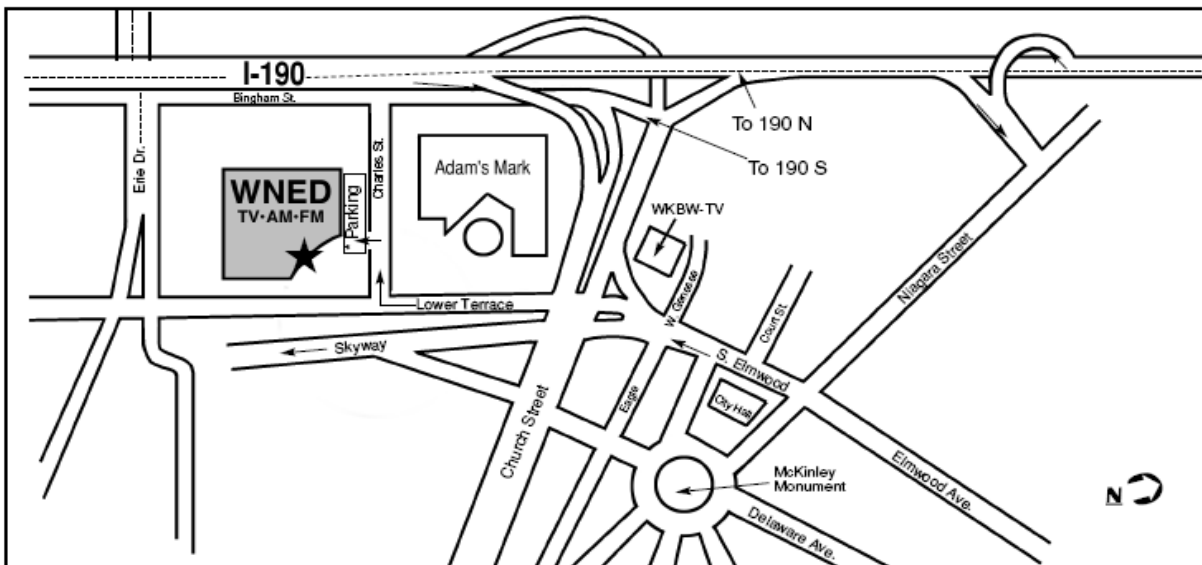 I-190
Bingham St.
Erie Dr.
WNED
TV•AM•FM
* Parking
Charles St.
Adam's Mark
To 190 N
To 190 S
WKBW-TV
Niagara Street
W. Genesee
Court St.
Lower Terrace
Skyway
S. Elmwood
City Hall
Eagle
Church Street
Elmwood Ave.
McKinley
Monument
Delaware Ave.
N